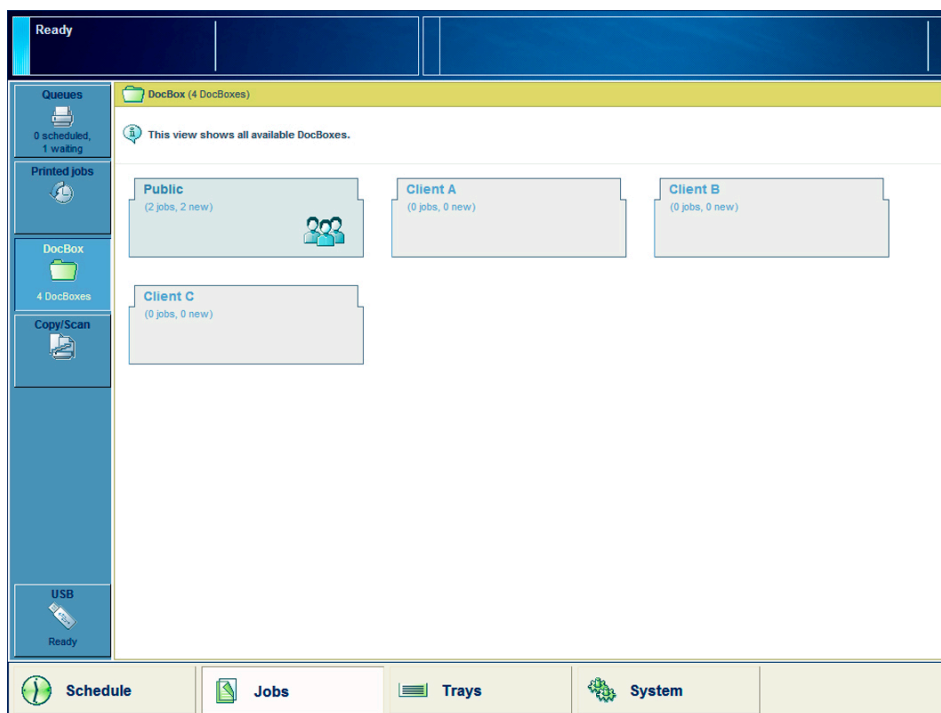 Ready
Queues
0 scheduled,
1 waiting
Printed jobs
DocBox
4 DocBoxes
Copy/Scan
USB
Ready
DocBox (4 DocBoxes)
This view shows all available DocBoxes.
Public
(2 jobs, 2 new)
Client A
(0 jobs, 0 new)
Client B
(0 jobs, 0 new)
Client C
(0 jobs, 0 new)
Schedule
Jobs
Trays
System